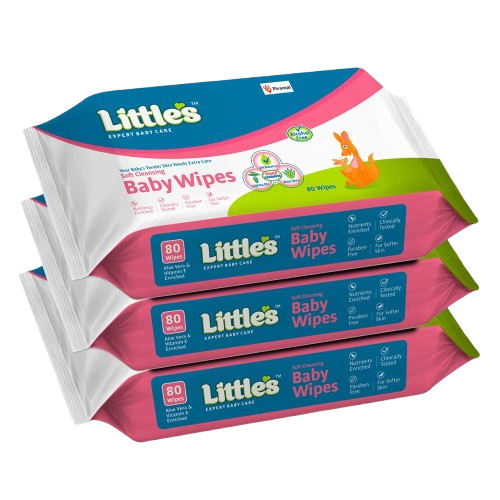 Little's™
EXPERT BABY CARE
Piramal
Alcohol Free
Your Baby's Tender Skin Needs Extra Care
Soft Cleansing
Baby Wipes
Nutrients Enriched
Clinically Tested
Paraben Free
For Softer Skin
80 Wipes
80 Wipes
Aloe Vera & Vitamin E Enriched
Little's™
EXPERT BABY CARE
Soft Cleansing
Baby Wipes
Nutrients Enriched
Clinically Tested
Paraben Free
For Softer Skin
80 Wipes
Aloe Vera & Vitamin E Enriched
Little's™
EXPERT BABY CARE
Soft Cleansing
Baby Wipes
Nutrients Enriched
Clinically Tested
Paraben Free
For Softer Skin
80 Wipes
Aloe Vera & Vitamin E Enriched
Little's™
EXPERT BABY CARE
Soft Cleansing
Baby Wipes
Nutrients Enriched
Clinically Tested
Paraben Free
For Softer Skin